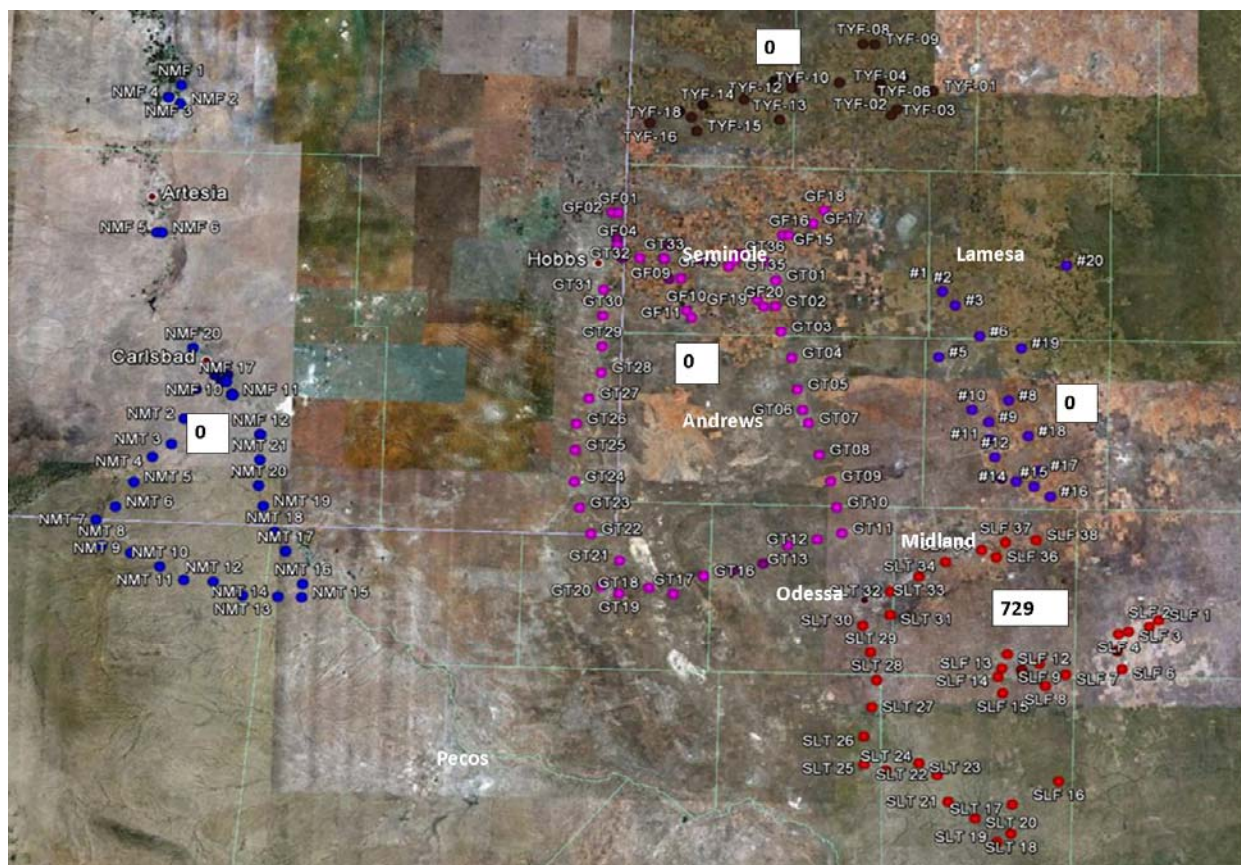 TYF-08
TYF-09
0
TYF-10
TYF-04
TYF-01
TYF-12
TYF-06
TYF-14
TYF-13
TYF-02
TYF-03
TYF-18
TYF-15
TYF-16
NMF 1
NMF 4
NMF 2
NMF 3
Artesia
NMF 5
NMF 6
GF01
GF02
GF18
GF17
GF04
GF16
GF15
GT32
GT33
Seminole
GT36
Lamesa
Hobbs
GF09
GT35
#20
#1
#2
GT31
GT01
#3
GT30
GF10
GF19
GF20
GT02
GF11
GT29
GT03
#6
#19
NMF 20
Carlsbad
NMF 17
0
GT04
#5
GT28
NMF 10
NMF 11
GT27
GT05
#8
0
NMT 2
#10
GT06
GT26
Andrews
GT07
#9
NMT 3
0
NMF 12
#11
#18
NMT 4
NMT 21
GT25
#12
GT08
NMT 5
NMT 20
GT24
GT09
#14
#15
#17
NMT 6
NMT 19
GT23
GT10
#16
NMT 7
NMT 8
NMT 18
GT22
GT11
SLF 37
SLF 38
NMT 9
NMT 17
GT12
Midland
NMT 10
GT21
GT13
SLF 36
NMT 11
NMT 12
NMT 16
GT20
GT18
GT17
GT16
SLT 34
NMT 14
NMT 15
GT19
Odessa
SLT 32
SLT 33
NMT 13
729
SLT 30
SLT 31
SLF 2
SLF 1
SLF 3
SLT 29
SLF 4
SLT 28
SLF 13
SLF 12
SLF 6
SLF 14
SLF 9
SLF 7
SLT 27
SLF 15
SLF 8
SLT 26
Pecos
SLT 25
SLT 24
SLT 23
SLT 22
SLF 16
SLT 21
SLT 17
SLT 20
SLT 19
SLT 18